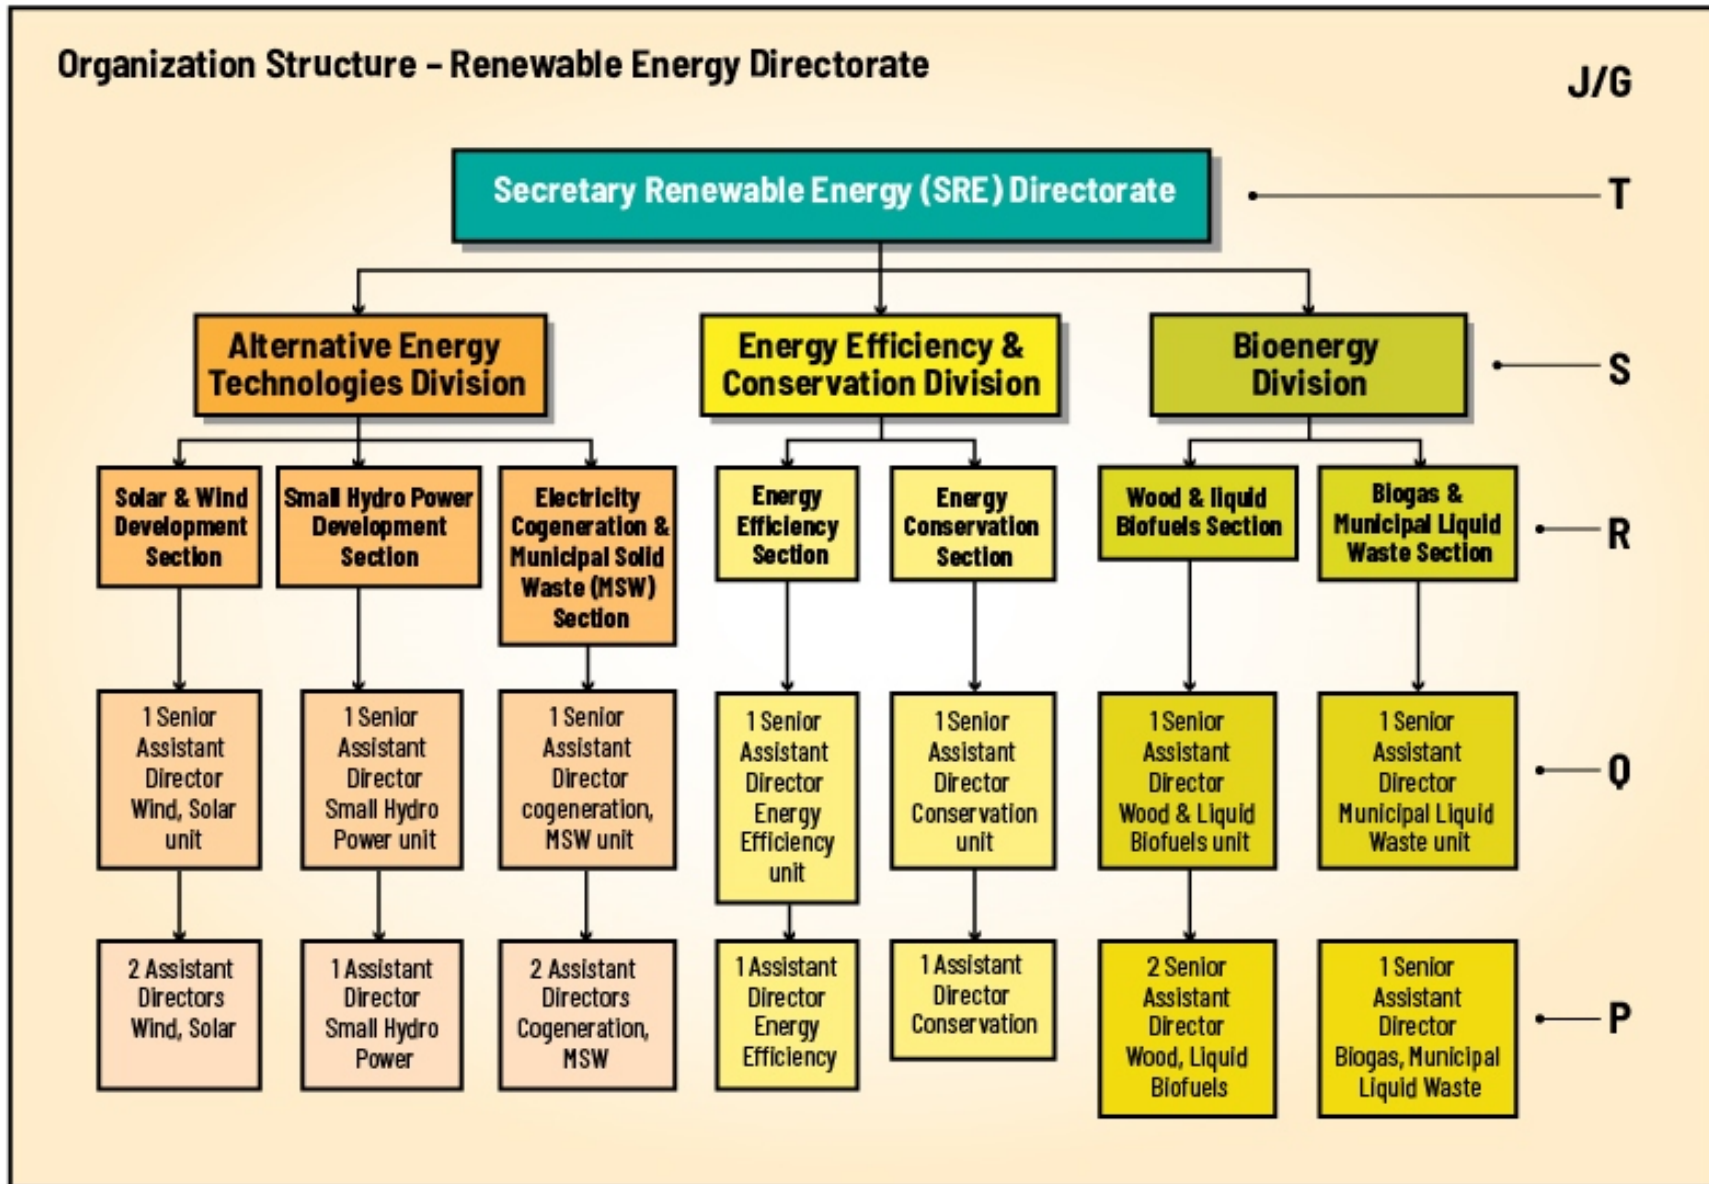 Organization Structure – Renewable Energy Directorate
J/G
Secretary Renewable Energy (SRE) Directorate
T
Alternative Energy
Technologies Division
Energy Efficiency &
Conservation Division
Bioenergy
Division
S
Solar & Wind
Development
Section
Small Hydro Power
Development
Section
Electricity
Cogeneration &
Municipal Solid
Waste (MSW)
Section
Energy
Efficiency
Section
Energy
Conservation
Section
Wood & liquid
Biofuels Section
Biogas &
Municipal Liquid
Waste Section
R
1 Senior
Assistant
Director
Wind, Solar
unit
1 Senior
Assistant
Director
Small Hydro
Power unit
1 Senior
Assistant
Director
cogeneration,
MSW unit
1 Senior
Assistant
Director
Energy
Efficiency
unit
1 Senior
Assistant
Director
Conservation
unit
1 Senior
Assistant
Director
Wood & Liquid
Biofuels unit
1 Senior
Assistant
Director
Municipal Liquid
Waste unit
Q
2 Assistant
Directors
Wind, Solar
1 Assistant
Director
Small Hydro
Power
2 Assistant
Directors
Cogeneration,
MSW
1 Assistant
Director
Energy
Efficiency
1 Assistant
Director
Conservation
2 Senior
Assistant
Director
Wood, Liquid
Biofuels
1 Senior
Assistant
Director
Biogas, Municipal
Liquid Waste
P